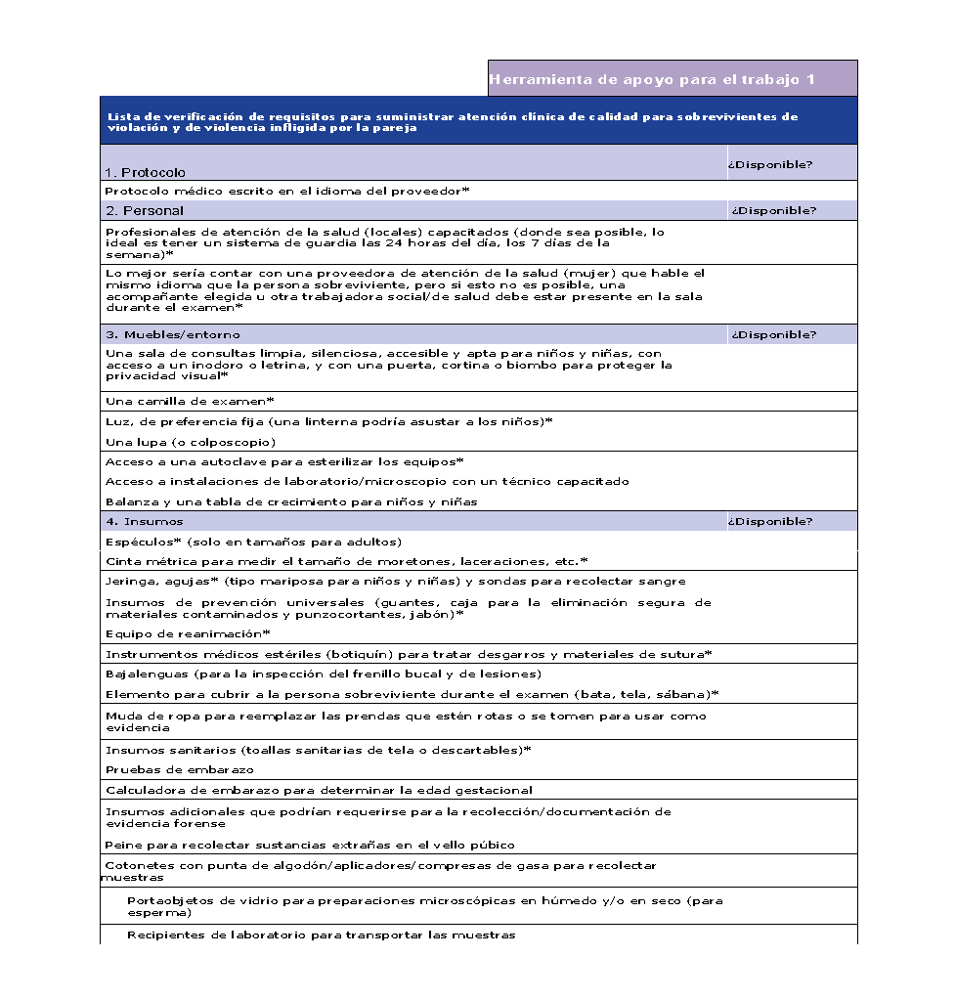 Herramienta de apoyo para el trabajo 1
Lista de verificación de requisitos para suministrar atención clínica de calidad para sobrevivientes de
violación y de violencia infligida por la pareja
1. Protocolo
¿Disponible?
Protocolo médico escrito en el idioma del proveedor*
2. Personal
¿Disponible?
Profesionales de atención de la salud (locales) capacitados (donde sea posible, lo
ideal es tener un sistema de guardia las 24 horas del día, los 7 días de la
semana)*
Lo mejor sería contar con una proveedora de atención de la salud (mujer) que hable el
mismo idioma que la persona sobreviviente, pero si esto no es posible, una
acompañante elegida u otra trabajadora social/de salud debe estar presente en la sala
durante el examen*
3. Muebles/entorno
¿Disponible?
Una sala de consultas limpia, silenciosa, accesible y apta para niños y niñas, con
acceso a un inodoro o letrina, y con una puerta, cortina o biombo para proteger la
privacidad visual*
Una camilla de examen*
Luz, de preferencia fija (una linterna podría asustar a los niños)*
Una lupa (o colposcopio)
Acceso a una autoclave para esterilizar los equipos*
Acceso a instalaciones de laboratorio/microscopio con un técnico capacitado
Balanza y una tabla de crecimiento para niños y niñas
4. Insumos
¿Disponible?
Espéculos* (solo en tamaños para adultos)
Cinta métrica para medir el tamaño de moretones, laceraciones, etc.*
Jeringa, agujas* (tipo mariposa para niños y niñas) y sondas para recolectar sangre
Insumos de prevención universales (guantes, caja para la eliminación segura de
materiales contaminados y punzocortantes, jabón)*
Equipo de reanimación*
Instrumentos médicos estériles (botiquín) para tratar desgarros y materiales de sutura*
Bajalenguas (para la inspección del frenillo bucal y de lesiones)
Elemento para cubrir a la persona sobreviviente durante el examen (bata, tela, sábana)*
Muda de ropa para reemplazar las prendas que estén rotas o se tomen para usar como
evidencia
Insumos sanitarios (toallas sanitarias de tela o descartables)*
Pruebas de embarazo
Calculadora de embarazo para determinar la edad gestacional
Insumos adicionales que podrían requerirse para la recolección/documentación de
evidencia forense
Peine para recolectar sustancias extrañas en el vello púbico
Cotonetes con punta de algodón/aplicadores/compresas de gasa para recolectar
muestras
Portaobjetos de vidrio para preparaciones microscópicas en húmedo y/o en seco (para
esperma)
Recipientes de laboratorio para transportar las muestras